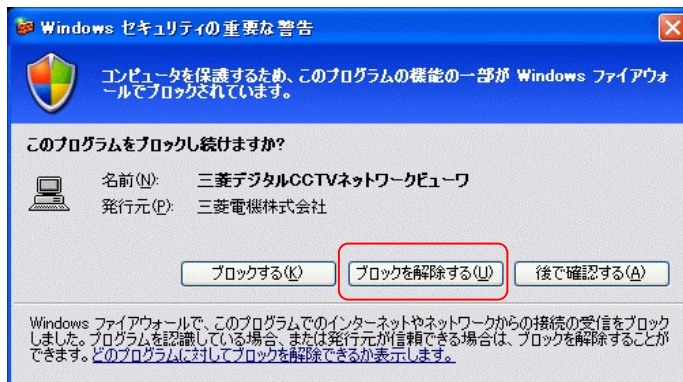 Windows セキュリティの重要な警告
コンピュータを保護するため、このプログラムの機能の一部が Windows ファイアウォ
ールでブロックされています。
このプログラムをブロックし続けますか?
名前(N): 三菱デジタルCCTVネットワークビューワ
発行元(P): 三菱電機株式会社
ブロックする(K) ブロックを解除する(U) 後で確認する(A)
Windows ファイアウォールで、このプログラムでのインターネットやネットワークからの接続の受信をブロック
しました。プログラムを認識している場合、または発行元が信頼できる場合は、ブロックを解除することが
できます。どのプログラムに対してブロックを解除できるか表示します。